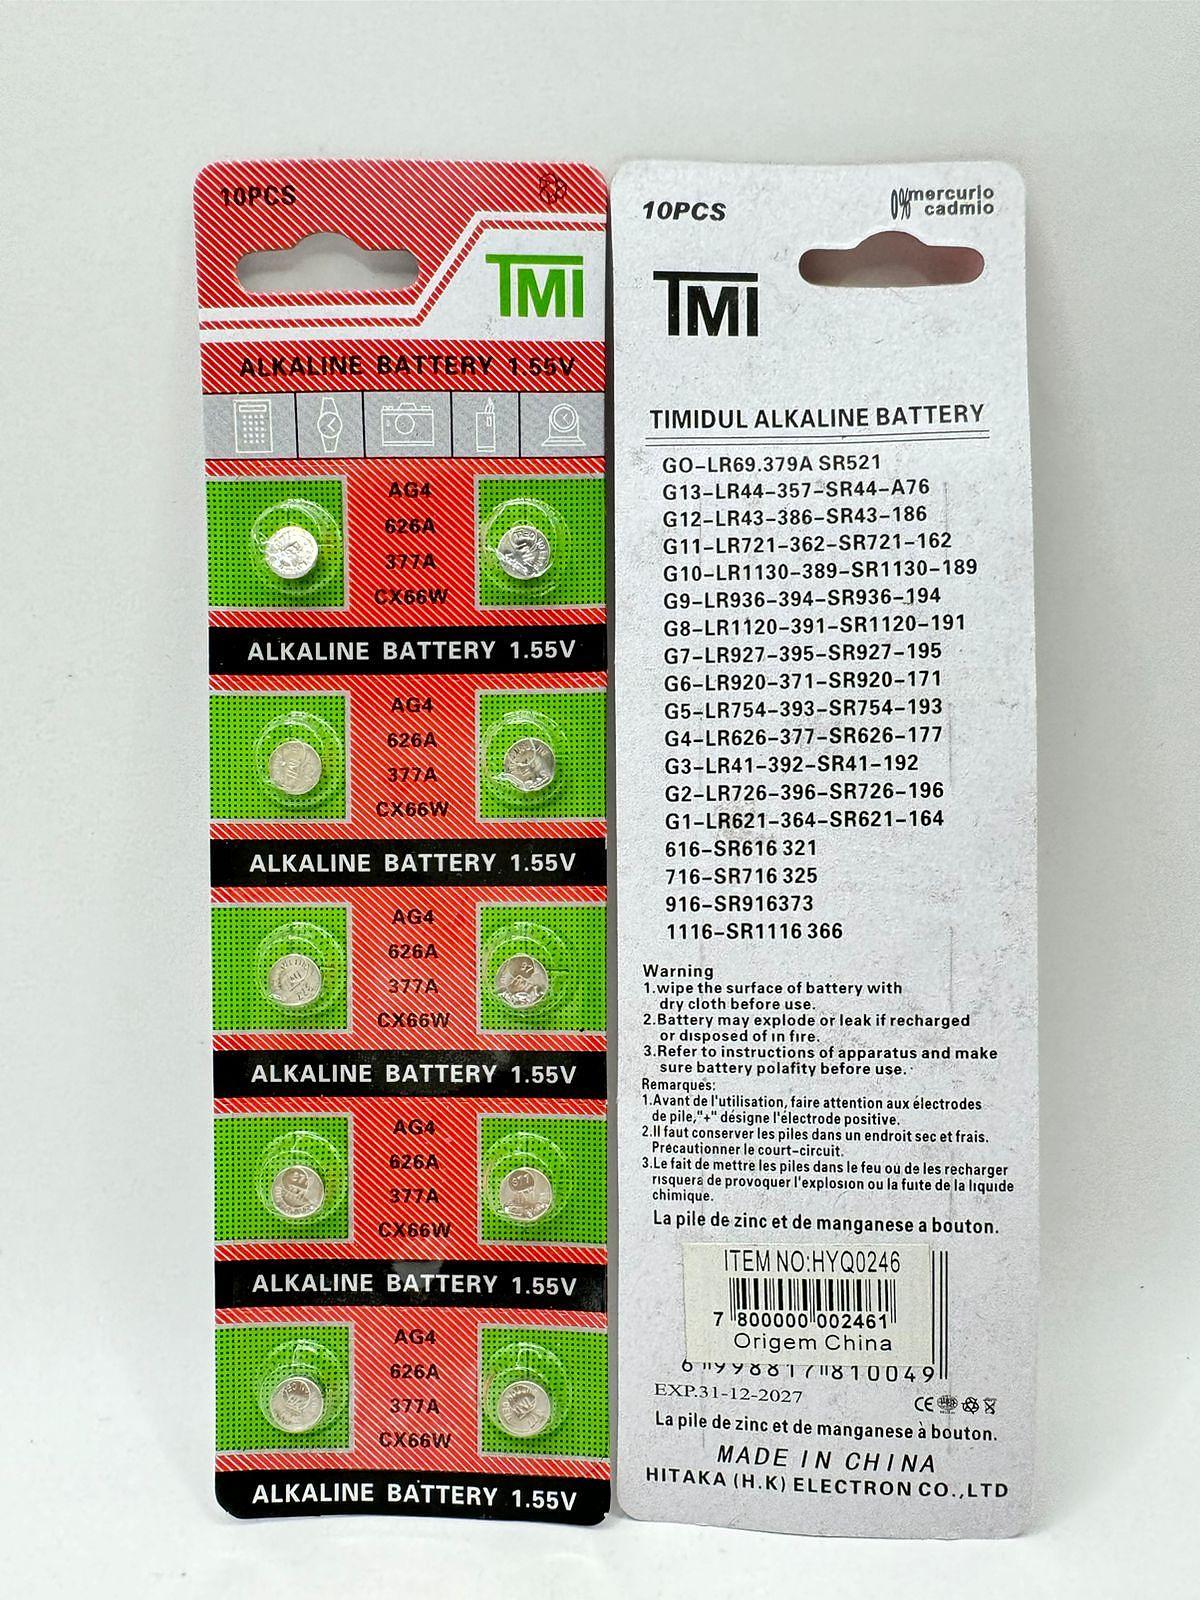 10PCS
TMI
ALKALINE BATTERY 1.55V
AG4
626A
377A
CX66W
ALKALINE BATTERY 1.55V
AG4
626A
377A
CX66W
ALKALINE BATTERY 1.55V
AG4
626A
377A
CX66W
ALKALINE BATTERY 1.55V
AG4
626A
377A
CX66W
ALKALINE BATTERY 1.55V
AG4
626A
377A
CX66W
ALKALINE BATTERY 1.55V
10PCS
0% mercurio
cadmio
TMI
TIMIDUL ALKALINE BATTERY
GO-LR69.379A SR521
G13-LR44-357-SR44-A76
G12-LR43-386-SR43-186
G11-LR721-362-SR721-162
G10-LR1130-389-SR1130-189
G9-LR936-394-SR936-194
G8-LR1120-391-SR1120-191
G7-LR927-395-SR927-195
G6-LR920-371-SR920-171
G5-LR754-393-SR754-193
G4-LR626-377-SR626-177
G3-LR41-392-SR41-192
G2-LR726-396-SR726-196
G1-LR621-364-SR621-164
616-SR616 321
716-SR716 325
916-SR916373
1116-SR1116 366
Warning
1.wipe the surface of battery with
dry cloth before use.
2.Battery may explode or leak if recharged
or disposed of in fire.
3.Refer to instructions of apparatus and make
sure battery polafity before use.
Remarques:
1.Avant de l'utilisation, faire attention aux électrodes
de pile,"+" désigne l'électrode positive.
2.Il faut conserver les piles dans un endroit sec et frais.
Précautionner le court-circuit.
3.Le fait de mettre les piles dans le feu ou de les recharger
risquera de provoquer l'explosion ou la fuite de la liquide
chimique.
La pile de zinc et de manganese a bouton.
ITEM NO:HYQ0246
7 800000 002461
Origem China
6 998817 810049
EXP.31-12-2027
CE
La pile de zinc et de manganese à bouton.
MADE IN CHINA
HITAKA (H.K) ELECTRON CO.,LTD